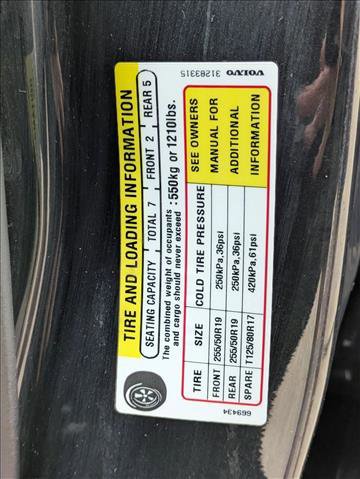 TIRE AND LOADING INFORMATION
SEATING CAPACITY TOTAL 7 FRONT 2 REAR 5
The combined weight of occupants
and cargo should never exceed : 550kg or 1210lbs.
TIRE SIZE COLD TIRE PRESSURE SEE OWNERS
FRONT 255/50R19 250kPa,36psi MANUAL FOR
REAR 255/50R19 250kPa,36psi ADDITIONAL
SPARE T125/80R17 420kPa,61psi INFORMATION
669434
VOLVO 31283315